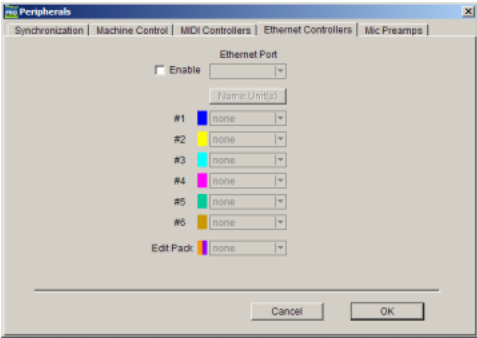 PRO Peripherals
Synchronization | Machine Control | MIDI Controllers | Ethernet Controllers | Mic Preamps
Ethernet Port
Enable
Name Unit(s)
#1 none
#2 none
#3 none
#4 none
#5 none
#6 none
Edit Pack none
Cancel OK